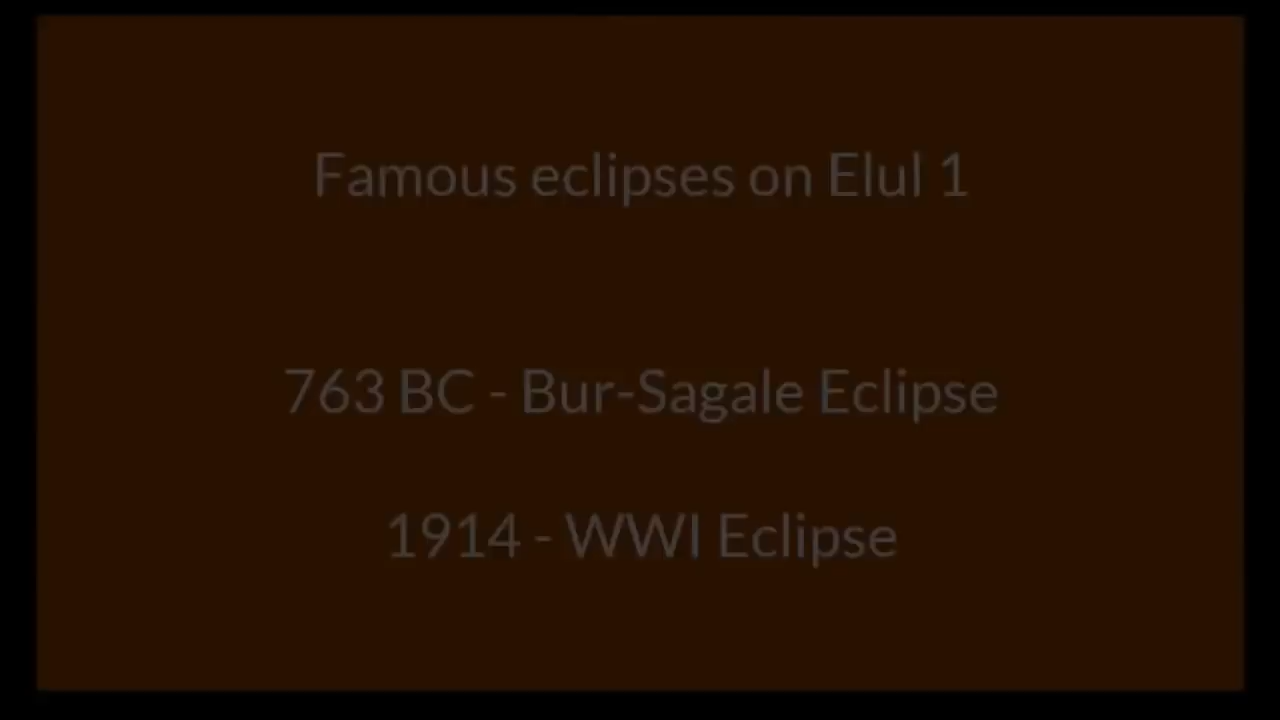 Famous eclipses on Elul 1
763 BC - Bur-Sagale Eclipse
1914 - WWI Eclipse